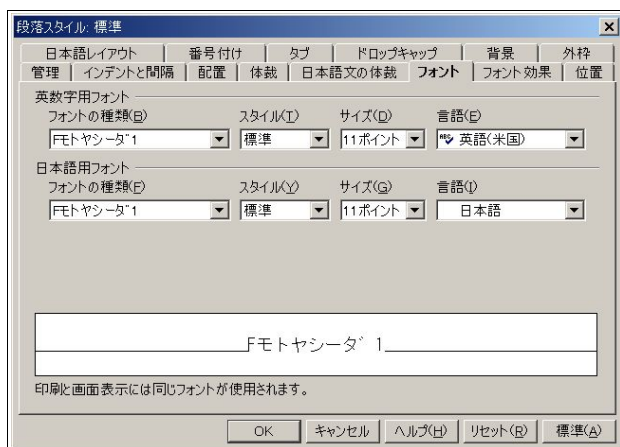 段落スタイル: 標準
日本語レイアウト 番号付け タブ ドロップキャップ 背景 外枠
管理 インデントと間隔 配置 体裁 日本語文の体裁 フォント フォント効果 位置
英数字用フォント
フォントの種類(B) スタイル(T) サイズ(D) 言語(E)
Fモトヤシーダ1 標準 11ポイント 英語(米国)
日本語用フォント
フォントの種類(F) スタイル(Y) サイズ(G) 言語(I)
Fモトヤシーダ1 標準 11ポイント 日本語
Fモトヤシーダ1
印刷と画面表示には同じフォントが使用されます。
OK キャンセル ヘルプ(H) リセット(R) 標準(A)